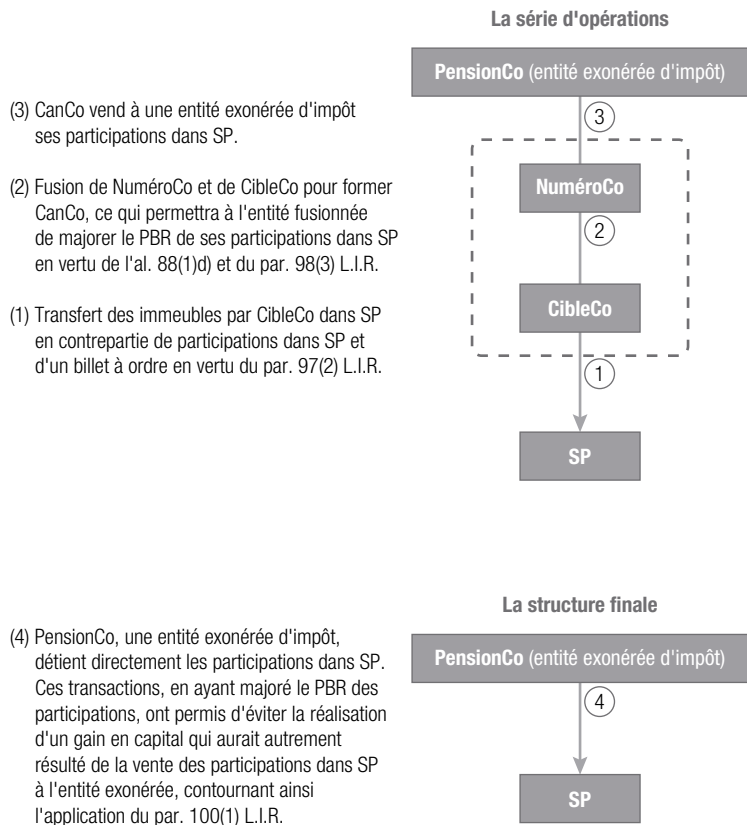 La série d'opérations
PensionCo (entité exonérée d'impôt)
(3) CanCo vend à une entité exonérée d'impôt
ses participations dans SP.
3
(2) Fusion de NuméroCo et de CibleCo pour former
CanCo, ce qui permettra à l'entité fusionnée
de majorer le PBR de ses participations dans SP
en vertu de l'al. 88(1)d) et du par. 98(3) L.I.R.
NuméroCo
2
(1) Transfert des immeubles par CibleCo dans SP
en contrepartie de participations dans SP et
d'un billet à ordre en vertu du par. 97(2) L.I.R.
CibleCo
1
SP
La structure finale
(4) PensionCo, une entité exonérée d'impôt,
détient directement les participations dans SP.
Ces transactions, en ayant majoré le PBR des
participations, ont permis d'éviter la réalisation
d'un gain en capital qui aurait autrement
résulté de la vente des participations dans SP
à l'entité exonérée, contournant ainsi
l'application du par. 100(1) L.I.R.
PensionCo (entité exonérée d'impôt)
4
SP